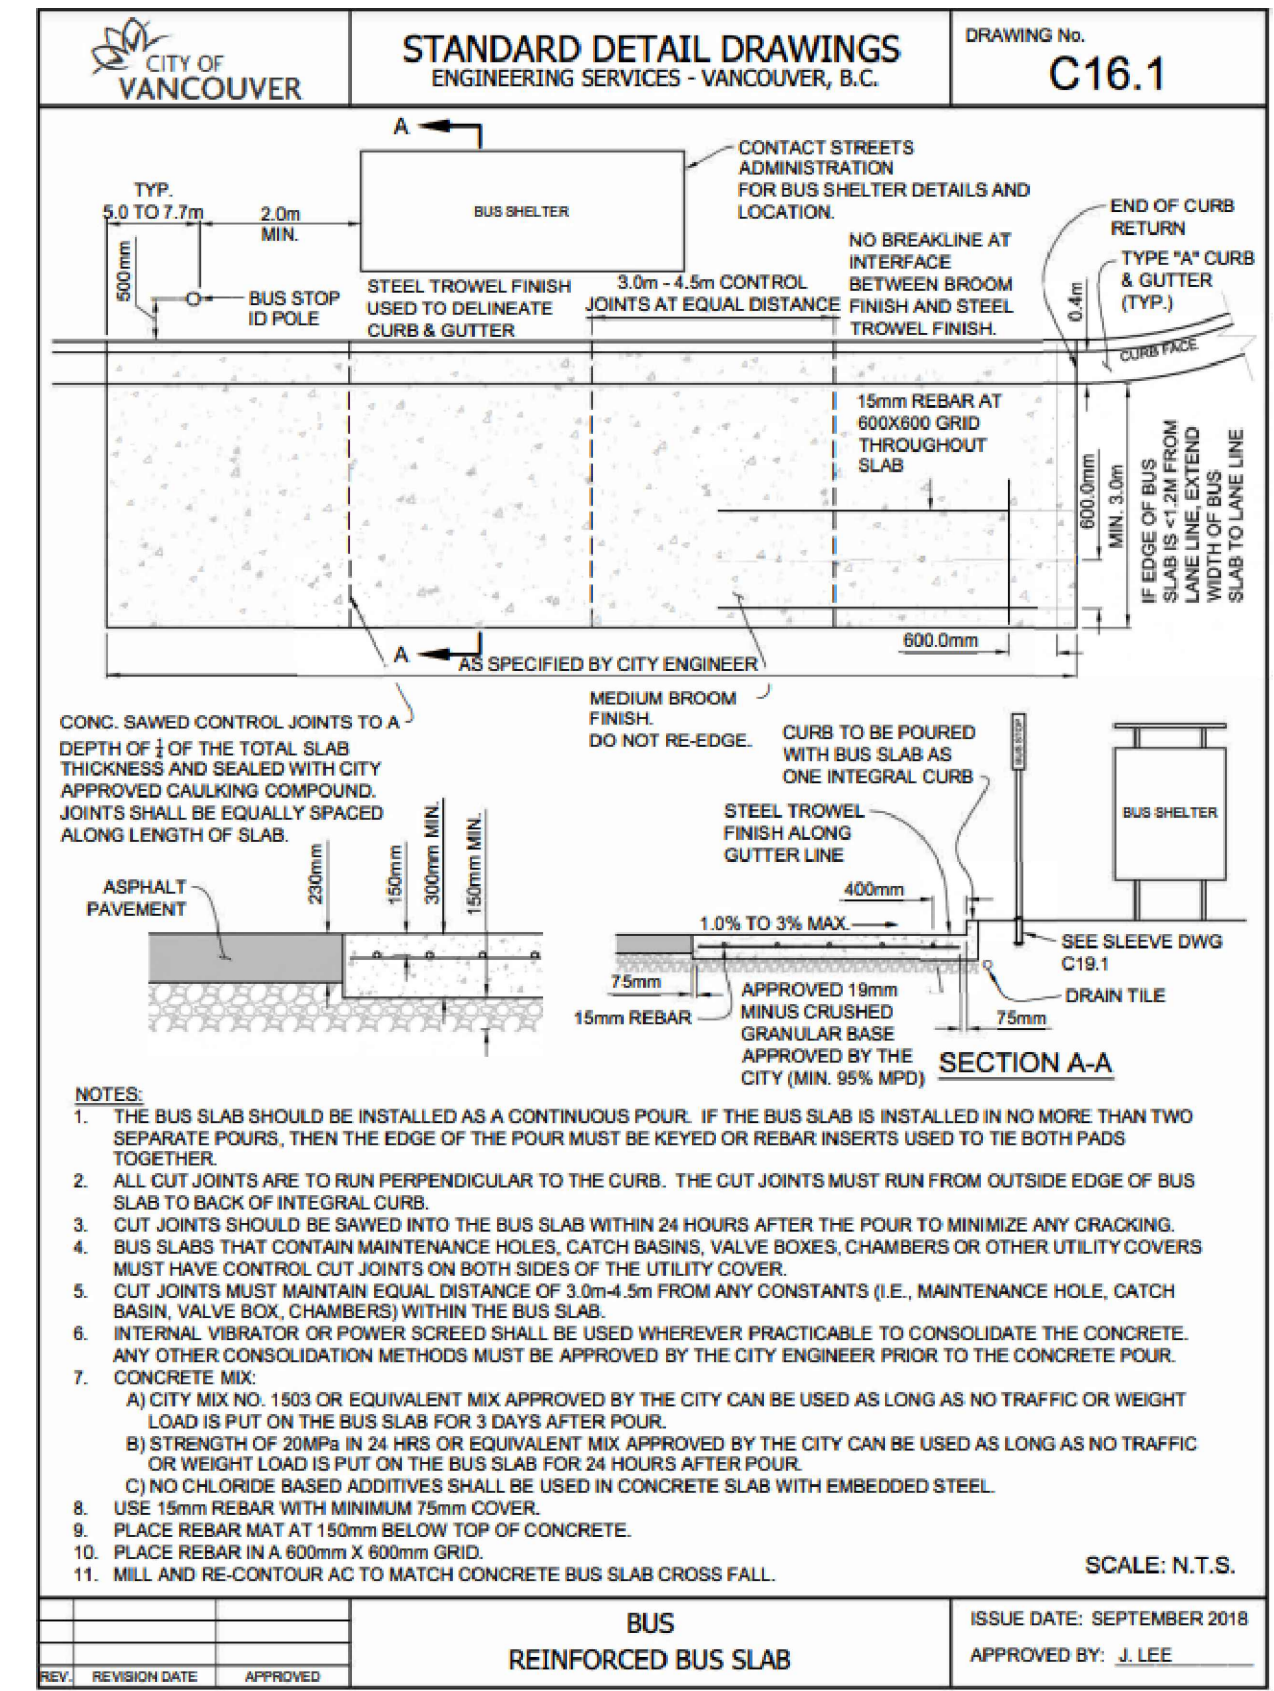 CITY OF
VANCOUVER
STANDARD DETAIL DRAWINGS
ENGINEERING SERVICES - VANCOUVER, B.C.
DRAWING No.
C16.1
A
BUS SHELTER
CONTACT STREETS
ADMINISTRATION
FOR BUS SHELTER DETAILS AND
LOCATION.
TYP.
5.0 TO 7.7m
2.0m
MIN.
500mm
BUS STOP
ID POLE
STEEL TROWEL FINISH
USED TO DELINEATE
CURB & GUTTER
3.0m - 4.5m CONTROL
JOINTS AT EQUAL DISTANCE
NO BREAKLINE AT
INTERFACE
BETWEEN BROOM
FINISH AND STEEL
TROWEL FINISH.
END OF CURB
RETURN
TYPE "A" CURB
& GUTTER
(TYP.)
0.4m
CURB FACE
15mm REBAR AT
600X600 GRID
THROUGHOUT
SLAB
600.0mm
MIN. 3.0m
IF EDGE OF BUS
SLAB IS <1.2M FROM
LANE LINE, EXTEND
WIDTH OF BUS
SLAB TO LANE LINE
600.0mm
A
AS SPECIFIED BY CITY ENGINEER
MEDIUM BROOM
FINISH.
DO NOT RE-EDGE.
CONC. SAWED CONTROL JOINTS TO A
DEPTH OF ¼ OF THE TOTAL SLAB
THICKNESS AND SEALED WITH CITY
APPROVED CAULKING COMPOUND.
JOINTS SHALL BE EQUALLY SPACED
ALONG LENGTH OF SLAB.
ASPHALT
PAVEMENT
230mm
150mm
300mm MIN.
150mm MIN.
CURB TO BE POURED
WITH BUS SLAB AS
ONE INTEGRAL CURB
STEEL TROWEL
FINISH ALONG
GUTTER LINE
400mm
1.0% TO 3% MAX.
BUS STOP
BUS SHELTER
SEE SLEEVE DWG
C19.1
DRAIN TILE
75mm
75mm
15mm REBAR
APPROVED 19mm
MINUS CRUSHED
GRANULAR BASE
APPROVED BY THE
CITY (MIN. 95% MPD)
SECTION A-A
NOTES:
1. THE BUS SLAB SHOULD BE INSTALLED AS A CONTINUOUS POUR. IF THE BUS SLAB IS INSTALLED IN NO MORE THAN TWO
SEPARATE POURS, THEN THE EDGE OF THE POUR MUST BE KEYED OR REBAR INSERTS USED TO TIE BOTH PADS
TOGETHER.
2. ALL CUT JOINTS ARE TO RUN PERPENDICULAR TO THE CURB. THE CUT JOINTS MUST RUN FROM OUTSIDE EDGE OF BUS
SLAB TO BACK OF INTEGRAL CURB.
3. CUT JOINTS SHOULD BE SAWED INTO THE BUS SLAB WITHIN 24 HOURS AFTER THE POUR TO MINIMIZE ANY CRACKING.
4. BUS SLABS THAT CONTAIN MAINTENANCE HOLES, CATCH BASINS, VALVE BOXES, CHAMBERS OR OTHER UTILITY COVERS
MUST HAVE CONTROL CUT JOINTS ON BOTH SIDES OF THE UTILITY COVER.
5. CUT JOINTS MUST MAINTAIN EQUAL DISTANCE OF 3.0m-4.5m FROM ANY CONSTANTS (I.E., MAINTENANCE HOLE, CATCH
BASIN, VALVE BOX, CHAMBERS) WITHIN THE BUS SLAB.
6. INTERNAL VIBRATOR OR POWER SCREED SHALL BE USED WHEREVER PRACTICABLE TO CONSOLIDATE THE CONCRETE.
ANY OTHER CONSOLIDATION METHODS MUST BE APPROVED BY THE CITY ENGINEER PRIOR TO THE CONCRETE POUR.
7. CONCRETE MIX:
A) CITY MIX NO. 1503 OR EQUIVALENT MIX APPROVED BY THE CITY CAN BE USED AS LONG AS NO TRAFFIC OR WEIGHT
LOAD IS PUT ON THE BUS SLAB FOR 3 DAYS AFTER POUR.
B) STRENGTH OF 20MPa IN 24 HRS OR EQUIVALENT MIX APPROVED BY THE CITY CAN BE USED AS LONG AS NO TRAFFIC
OR WEIGHT LOAD IS PUT ON THE BUS SLAB FOR 24 HOURS AFTER POUR.
C) NO CHLORIDE BASED ADDITIVES SHALL BE USED IN CONCRETE SLAB WITH EMBEDDED STEEL.
8. USE 15mm REBAR WITH MINIMUM 75mm COVER.
9. PLACE REBAR MAT AT 150mm BELOW TOP OF CONCRETE.
10. PLACE REBAR IN A 600mm X 600mm GRID.
11. MILL AND RE-CONTOUR AC TO MATCH CONCRETE BUS SLAB CROSS FALL.
SCALE: N.T.S.
REV. REVISION DATE APPROVED
BUS
REINFORCED BUS SLAB
ISSUE DATE: SEPTEMBER 2018
APPROVED BY: J. LEE